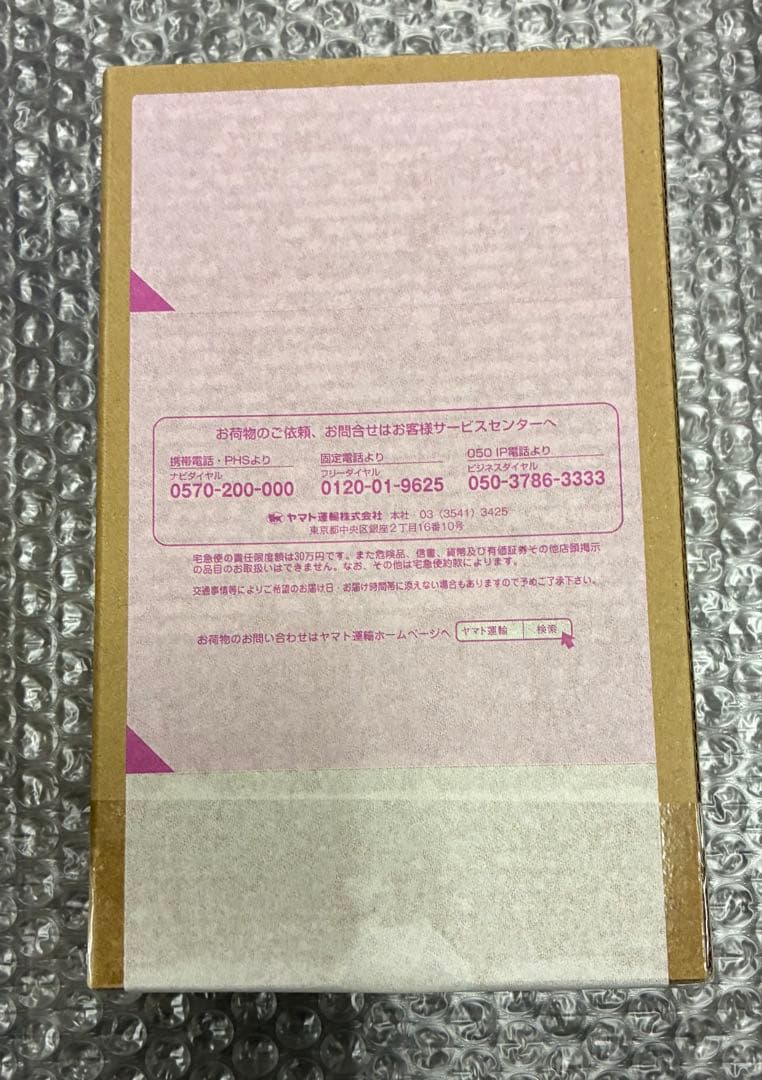 お荷物のご依頼、お問合せはお客様サービスセンターへ
携帯電話・PHSより
ナビダイヤル
0570-200-000
固定電話より
フリーダイヤル
0120-01-9625
050 IP電話より
ビジネスダイヤル
050-3786-3333
ヤマト運輸株式会社 本社・03（3541）3425
東京都中央区銀座２丁目16番10号
宅急便の責任限度額は30万円です。また危険品、信書、貨幣及び有価証券その他店頭掲示
の品目のお取扱いはできません。なお、その他は宅急便約款によります。
交通事情等によりご希望のお届け日・お届け時間帯に添えない場合もありますので予めご了承下さい。
お荷物のお問い合わせはヤマト運輸ホームページへ ヤマト運輸 検索